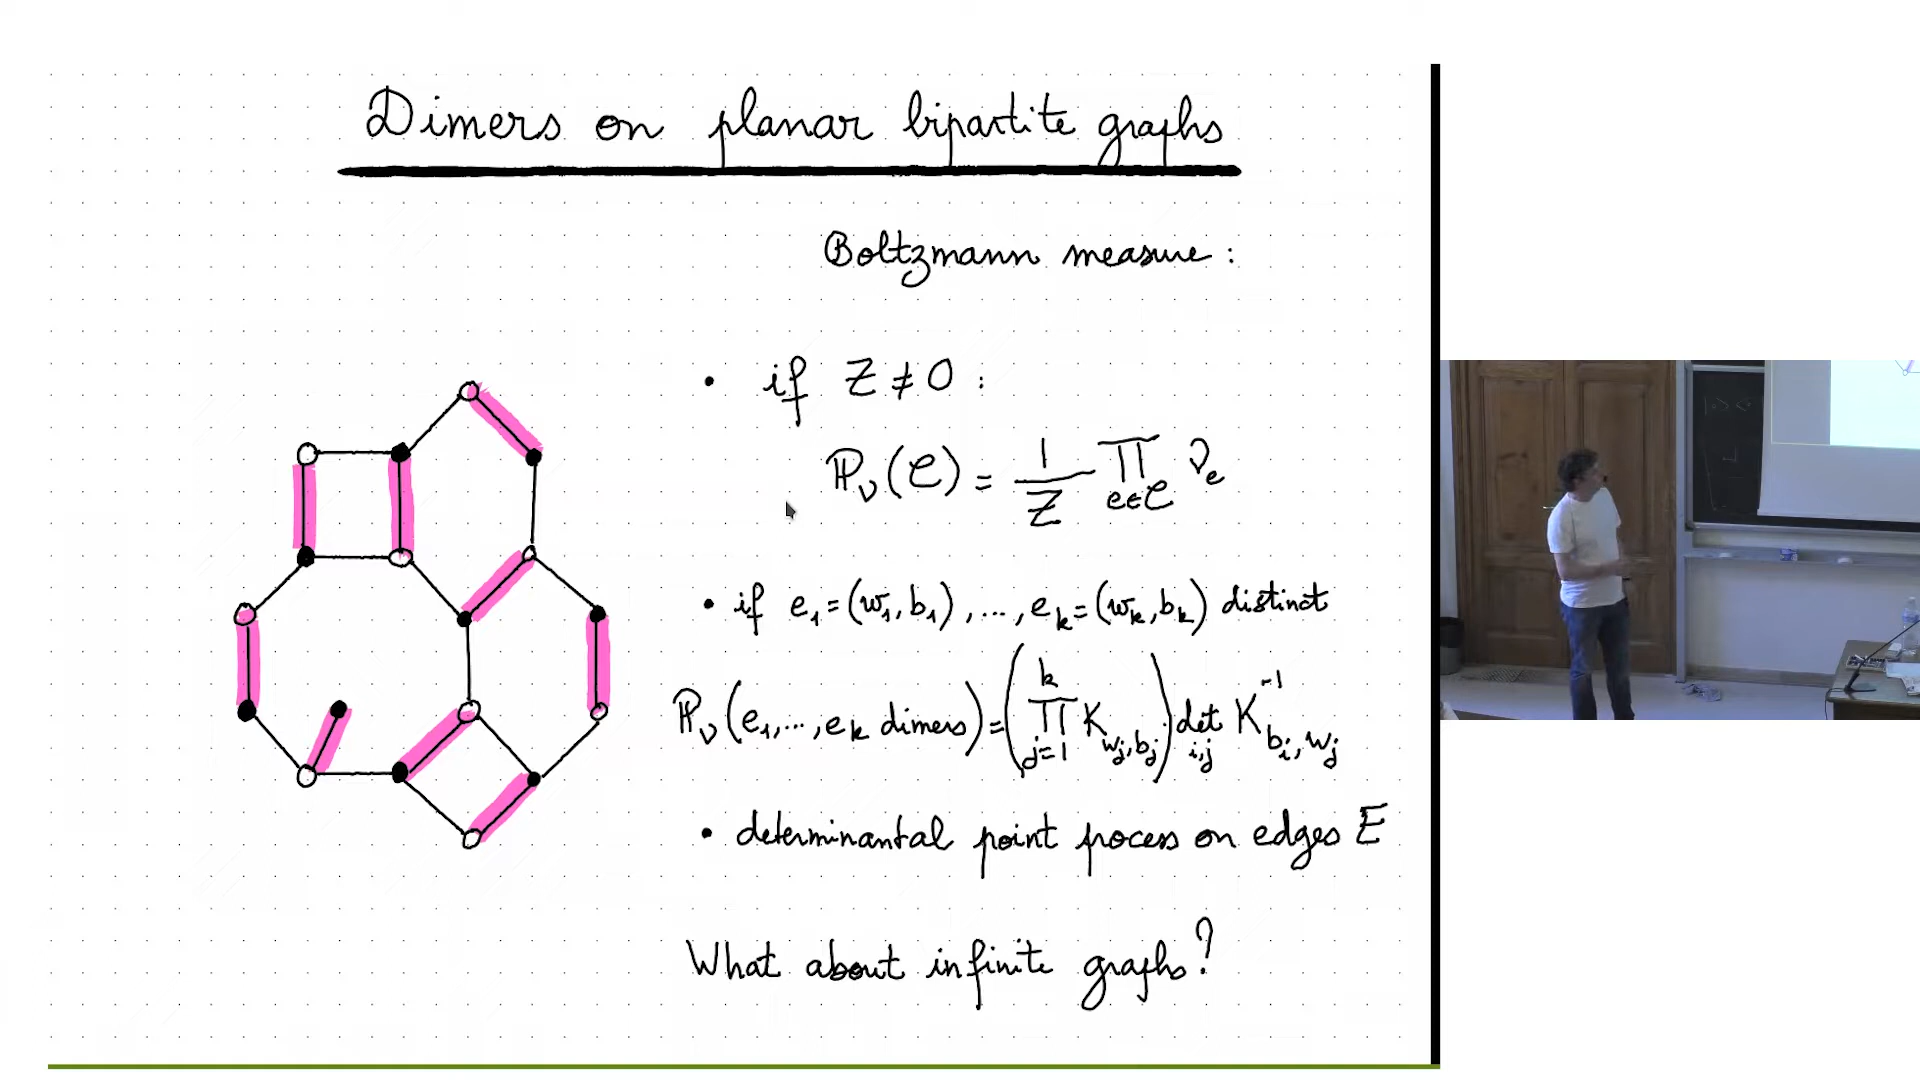 Dimers on planar bipartite graphs
Boltzmann measure :
• if Z ≠ 0 :
ℙ_ν(𝒞) = 1/Z ∏_{e∈𝒞} ν_e
• if e_1=(w_1,b_1), ..., e_k=(w_k,b_k) distinct
ℙ_ν(e_1,...,e_k dimers) = (∏_{j=1}^{k} K_{w_j,b_j}) det_{i,j} K^{-1}_{b_i,w_j}
• determinantal point process on edges E
What about infinite graphs?